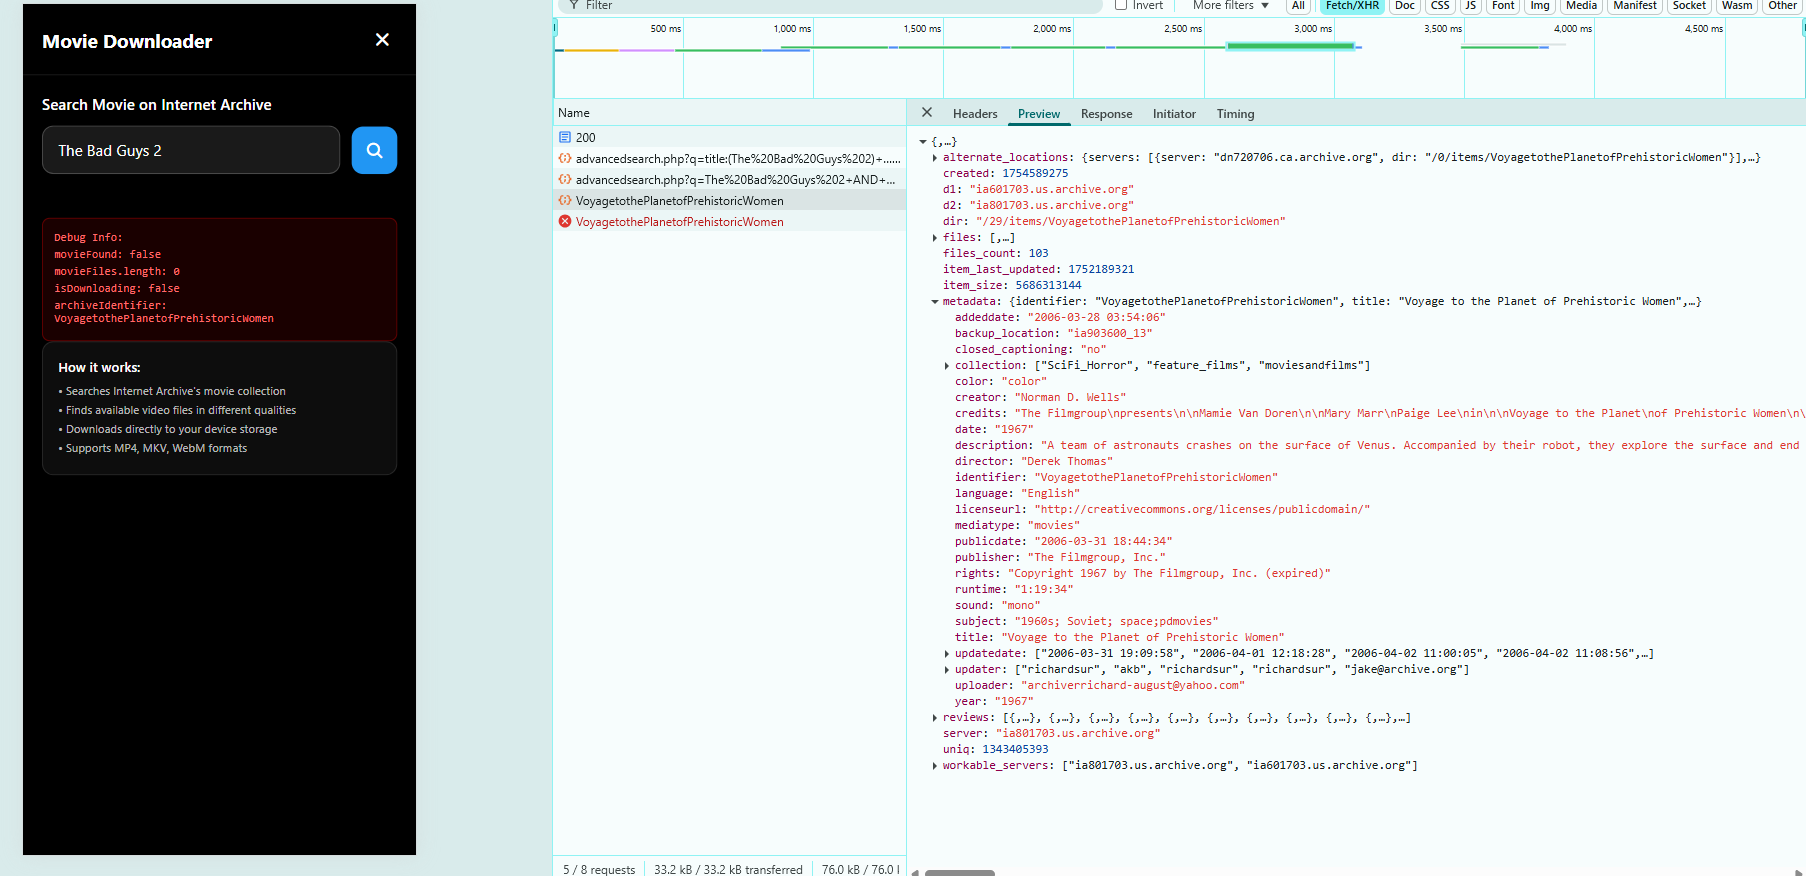 Movie Downloader ✕
Search Movie on Internet Archive
The Bad Guys 2
Debug Info:
movieFound: false
movieFiles.length: 0
isDownloading: false
archiveIdentifier:
VoyagetothePlanetofPrehistoricWomen
How it works:
• Searches Internet Archive's movie collection
• Finds available video files in different qualities
• Downloads directly to your device storage
• Supports MP4, MKV, WebM formats
Filter Invert More filters ▼ All Fetch/XHR Doc CSS JS Font Img Media Manifest Socket Wasm Other
500 ms 1,000 ms 1,500 ms 2,000 ms 2,500 ms 3,000 ms 3,500 ms 4,000 ms 4,500 ms
Name
200
advancedsearch.php?q=title:(The%20Bad%20Guys%202)+......
advancedsearch.php?q=The%20Bad%20Guys%202+AND+...
VoyagetothePlanetofPrehistoricWomen
VoyagetothePlanetofPrehistoricWomen
5 / 8 requests 33.2 kB / 33.2 kB transferred 76.0 kB / 76.0
✕ Headers Preview Response Initiator Timing
{,…}
alternate_locations: {servers: [{server: "dn720706.ca.archive.org", dir: "/0/items/VoyagetothePlanetofPrehistoricWomen"}],…}
created: 1754589275
d1: "ia601703.us.archive.org"
d2: "ia801703.us.archive.org"
dir: "/29/items/VoyagetothePlanetofPrehistoricWomen"
files: [,…]
files_count: 103
item_last_updated: 1752189321
item_size: 5686313144
metadata: {identifier: "VoyagetothePlanetofPrehistoricWomen", title: "Voyage to the Planet of Prehistoric Women",…}
addeddate: "2006-03-28 03:54:06"
backup_location: "ia903600_13"
closed_captioning: "no"
collection: ["SciFi_Horror", "feature_films", "moviesandfilms"]
color: "color"
creator: "Norman D. Wells"
credits: "The Filmgroup\npresents\n\nMamie Van Doren\n\nMary Marr\nPaige Lee\nin\n\n\nVoyage to the Planet\nof Prehistoric Women\n\
date: "1967"
description: "A team of astronauts crashes on the surface of Venus. Accompanied by their robot, they explore the surface and end
director: "Derek Thomas"
identifier: "VoyagetothePlanetofPrehistoricWomen"
language: "English"
licenseurl: "http://creativecommons.org/licenses/publicdomain/"
mediatype: "movies"
publicdate: "2006-03-31 18:44:34"
publisher: "The Filmgroup, Inc."
rights: "Copyright 1967 by The Filmgroup, Inc. (expired)"
runtime: "1:19:34"
sound: "mono"
subject: "1960s; Soviet; space;pdmovies"
title: "Voyage to the Planet of Prehistoric Women"
updatedate: ["2006-03-31 19:09:58", "2006-04-01 12:18:28", "2006-04-02 11:00:05", "2006-04-02 11:08:56",…]
updater: ["richardsur", "akb", "richardsur", "richardsur", "jake@archive.org"]
uploader: "archiverrichard-august@yahoo.com"
year: "1967"
reviews: [{,…}, {,…}, {,…}, {,…}, {,…}, {,…}, {,…}, {,…}, {,…}, {,…},…]
server: "ia801703.us.archive.org"
uniq: 1343405393
workable_servers: ["ia801703.us.archive.org", "ia601703.us.archive.org"]